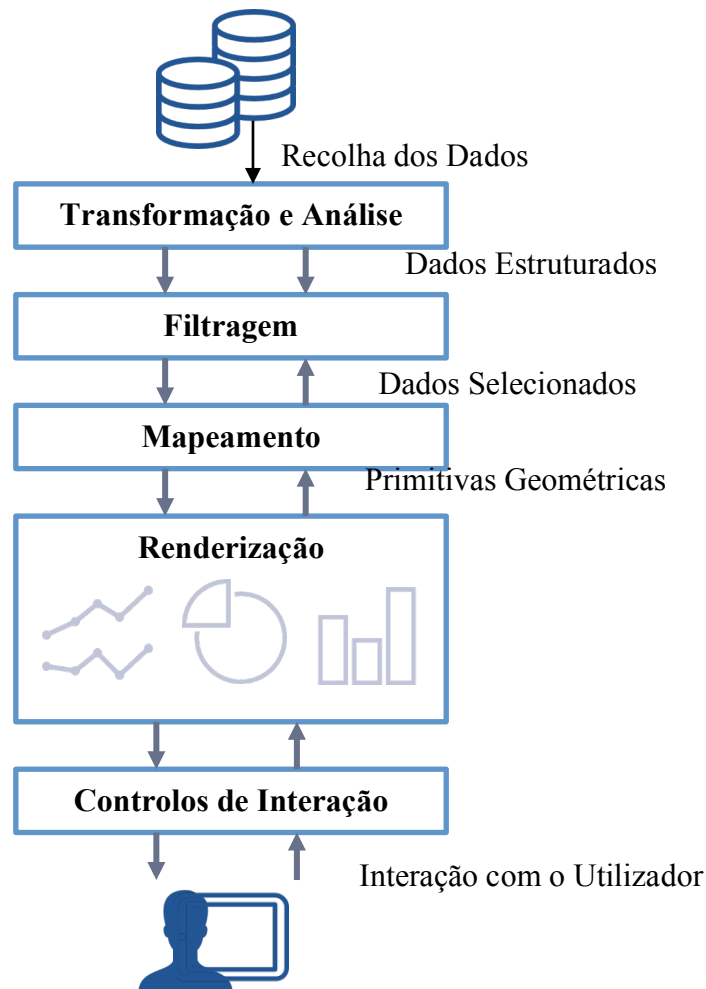 Recolha dos Dados
Transformação e Análise
Dados Estruturados
Filtragem
Dados Selecionados
Mapeamento
Primitivas Geométricas
Renderização
Controlos de Interação
Interação com o Utilizador